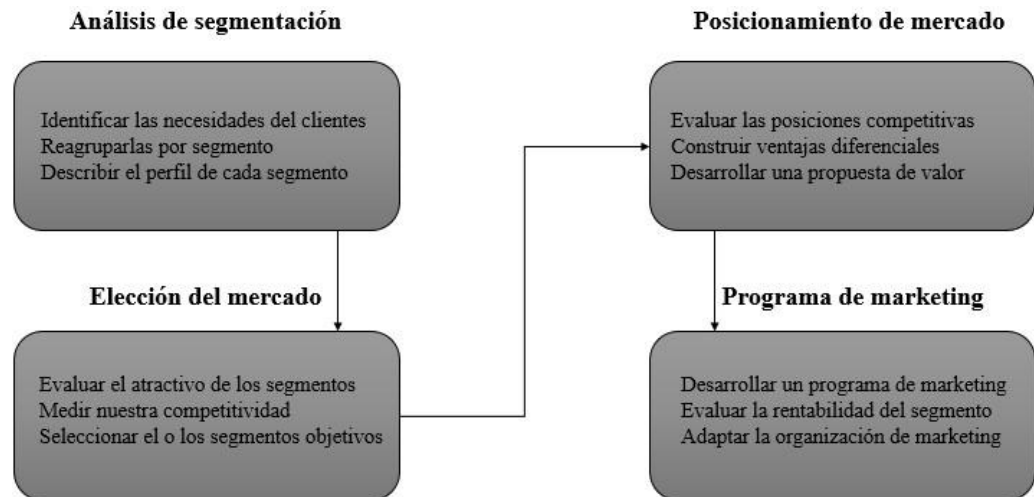 Análisis de segmentación
Identificar las necesidades del clientes
Reagruparlas por segmento
Describir el perfil de cada segmento
Elección del mercado
Evaluar el atractivo de los segmentos
Medir nuestra competitividad
Seleccionar el o los segmentos objetivos
Posicionamiento de mercado
Evaluar las posiciones competitivas
Construir ventajas diferenciales
Desarrollar una propuesta de valor
Programa de marketing
Desarrollar un programa de marketing
Evaluar la rentabilidad del segmento
Adaptar la organización de marketing